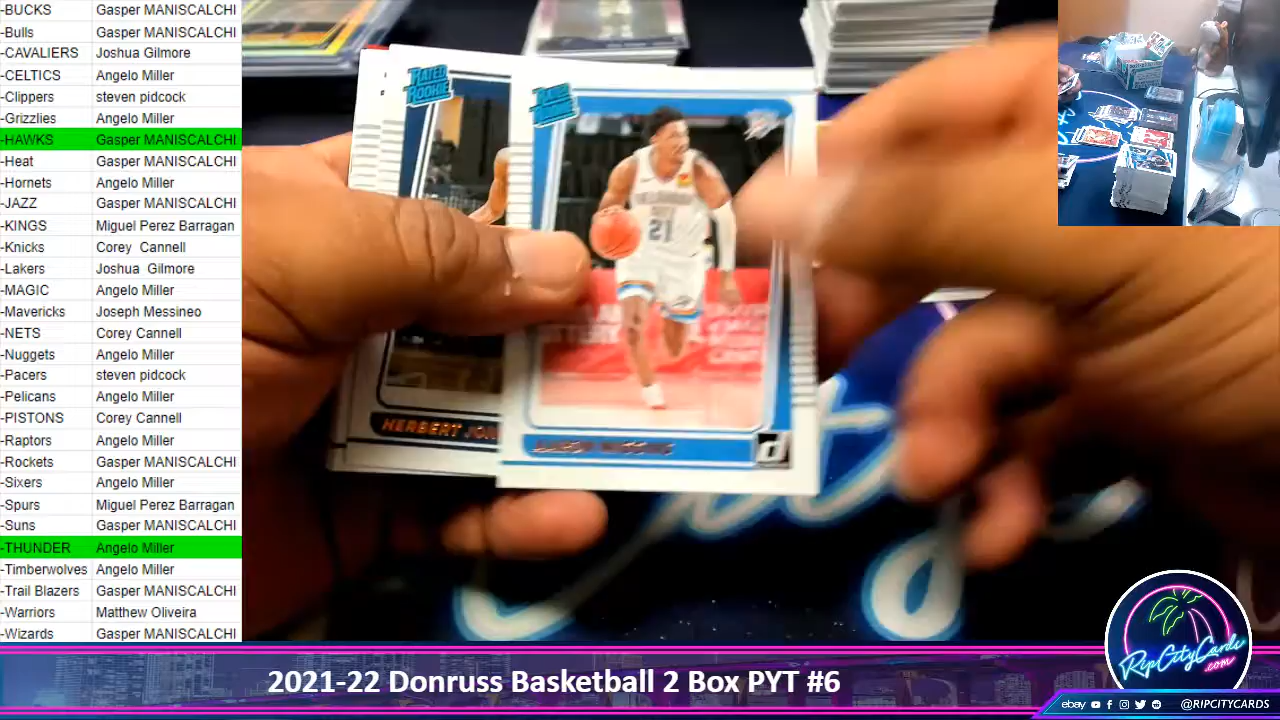 -BUCKS Gasper MANISCALCHI
-Bulls Gasper MANISCALCHI
-CAVALIERS Joshua Gilmore
-CELTICS Angelo Miller
-Clippers steven pidcock
-Grizzlies Angelo Miller
-HAWKS Gasper MANISCALCHI
-Heat Gasper MANISCALCHI
-Hornets Angelo Miller
-JAZZ Gasper MANISCALCHI
-KINGS Miguel Perez Barragan
-Knicks Corey Cannell
-Lakers Joshua Gilmore
-MAGIC Angelo Miller
-Mavericks Joseph Messineo
-NETS Corey Cannell
-Nuggets Angelo Miller
-Pacers steven pidcock
-Pelicans Angelo Miller
-PISTONS Corey Cannell
-Raptors Angelo Miller
-Rockets Gasper MANISCALCHI
-Sixers Angelo Miller
-Spurs Miguel Perez Barragan
-Suns Gasper MANISCALCHI
-THUNDER Angelo Miller
-Timberwolves Angelo Miller
-Trail Blazers Gasper MANISCALCHI
-Warriors Matthew Oliveira
-Wizards Gasper MANISCALCHI
RATED ROOKIE
HERBERT JON
RATED ROOKIE
21
d
RipCityCards
.com
2021-22 Donruss Basketball 2 Box PYT #6
ebay @RIPCITYCARDS